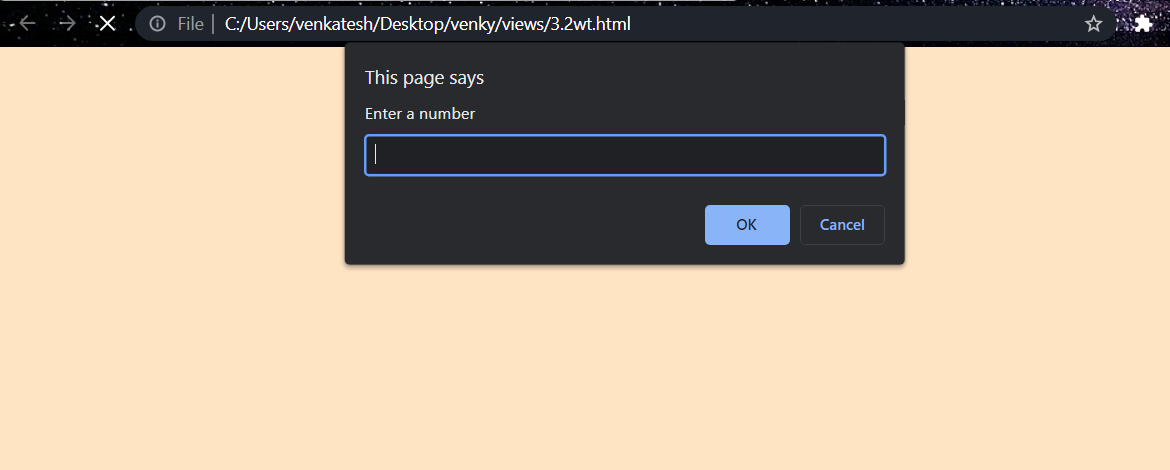 File | C:/Users/venkatesh/Desktop/venky/views/3.2wt.html
This page says
Enter a number
OK Cancel